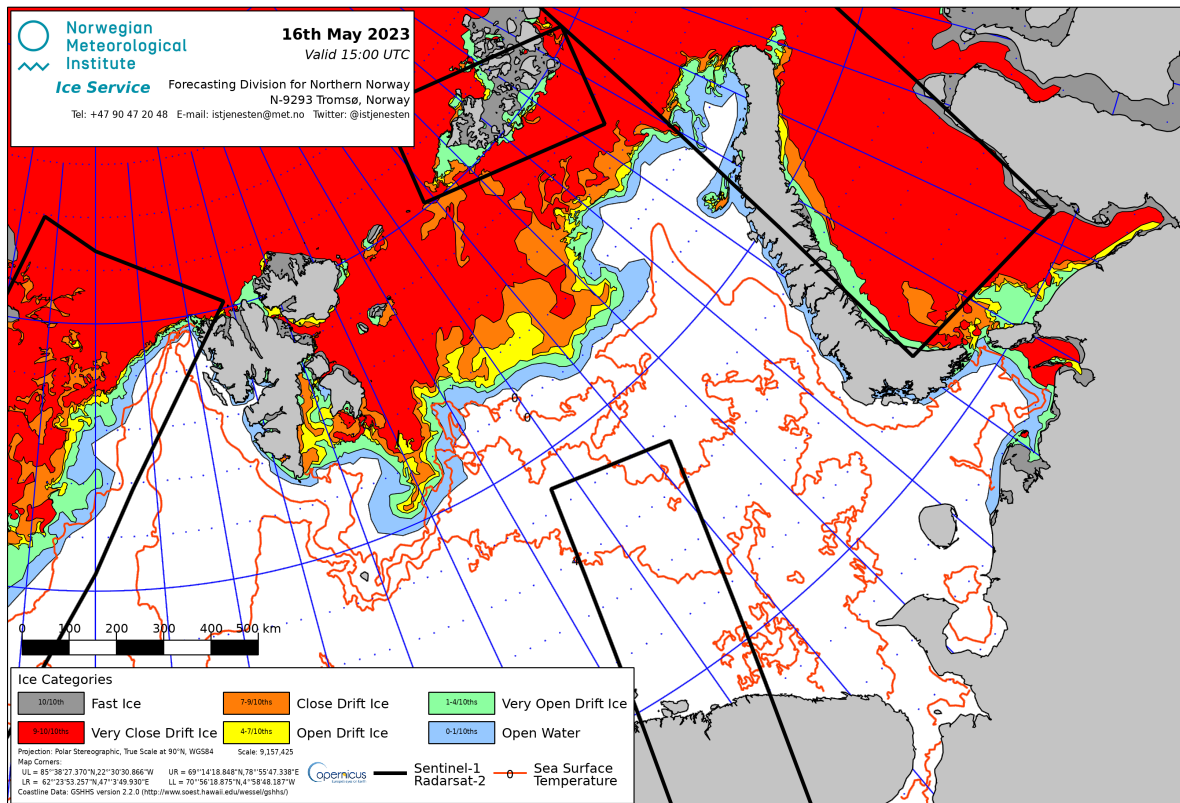 Norwegian
Meteorological
Institute
Ice Service
16th May 2023
Valid 15:00 UTC
Forecasting Division for Northern Norway
N-9293 Tromsø, Norway
Tel: +47 90 47 20 48 E-mail: istjenesten@met.no Twitter: @istjenesten
0
0
4
0 100 200 300 400 500 km
Ice Categories
10/10th Fast Ice
7-9/10ths Close Drift Ice
1-4/10ths Very Open Drift Ice
9-10/10ths Very Close Drift Ice
4-7/10ths Open Drift Ice
0-1/10ths Open Water
Projection: Polar Stereographic, True Scale at 90°N, WGS84 Scale: 9,157,425
Map Corners:
UL = 85°'38'27.370"N,22°'30'30.866"W UR = 69°'14'18.848"N,78°'55'47.338"E
LR = 62°'23'53.257"N,47°'3'49.930"E LL = 70°'56'18.875"N,4°'58'48.187"W
Coastline Data: GSHHS version 2.2.0 (http://www.soest.hawaii.edu/wessel/gshhs/)
Copernicus
Sentinel-1
Radarsat-2
0
Sea Surface
Temperature